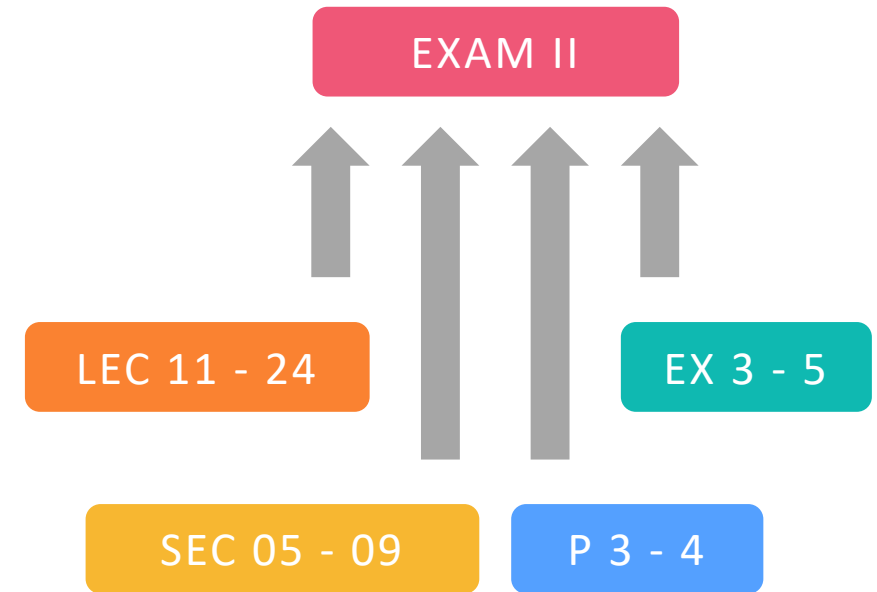 EXAM II
LEC 11 - 24
EX 3 - 5
SEC 05 - 09
P 3 - 4